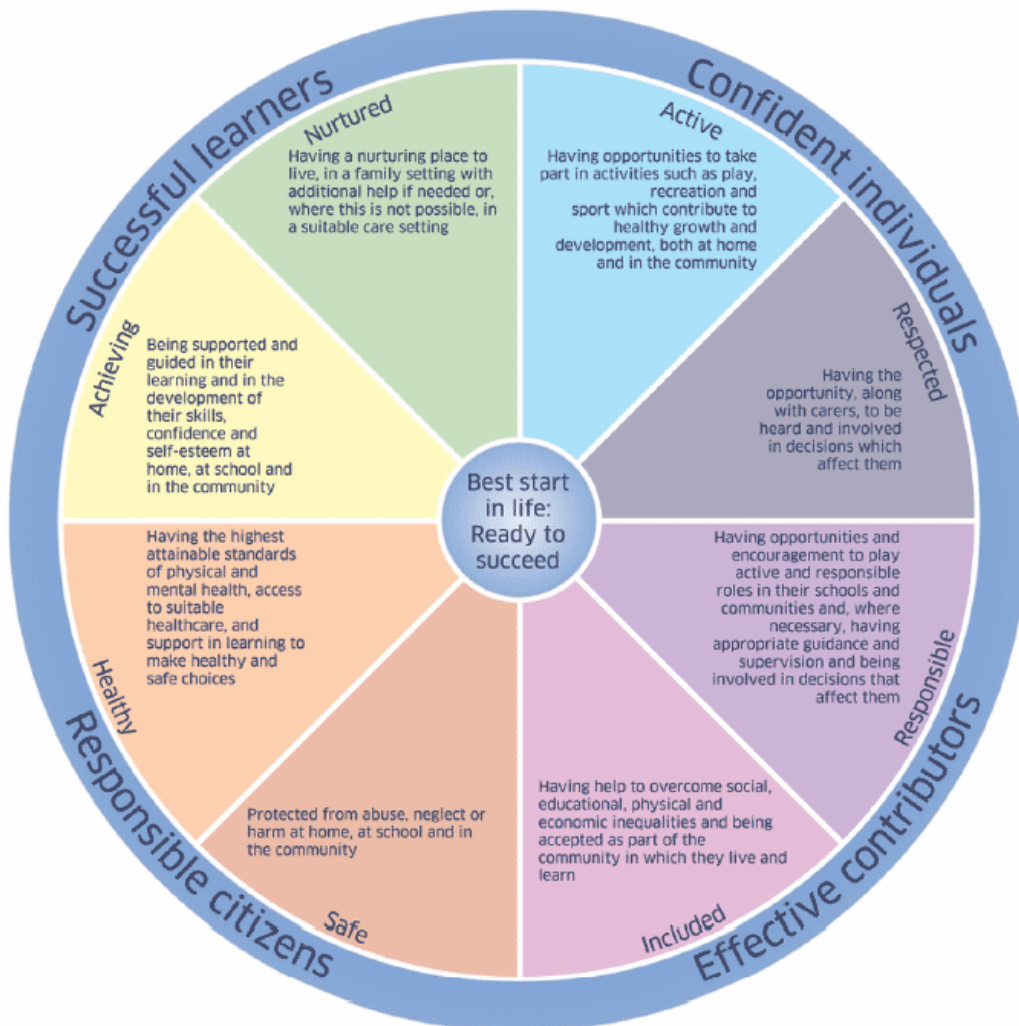 Successful learners
Confident individuals
Nurtured
Having a nurturing place to
live, in a family setting with
additional help if needed or,
where this is not possible, in
a suitable care setting
Active
Having opportunities to take
part in activities such as play,
recreation and
sport which contribute to
healthy growth and
development, both at home
and in the community
Achieving
Being supported and
guided in their
learning and in the
development of
their skills,
confidence and
self-esteem at
home, at school and
in the community
Respected
Having the
opportunity, along
with carers, to be
heard and involved
in decisions which
affect them
Best start
in life:
Ready to
succeed
Healthy
Having the highest
attainable standards
of physical and
mental health, access
to suitable
healthcare, and
support in learning to
make healthy and
safe choices
Responsible
Having opportunities and
encouragement to play
active and responsible
roles in their schools and
communities and, where
necessary, having
appropriate guidance and
supervision and being
involved in decisions that
affect them
Protected from abuse, neglect or
harm at home, at school and in
the community
Safe
Having help to overcome social,
educational, physical and
economic inequalities and being
accepted as part of the
community in which they live and
learn
Included
Responsible citizens
Effective contributors